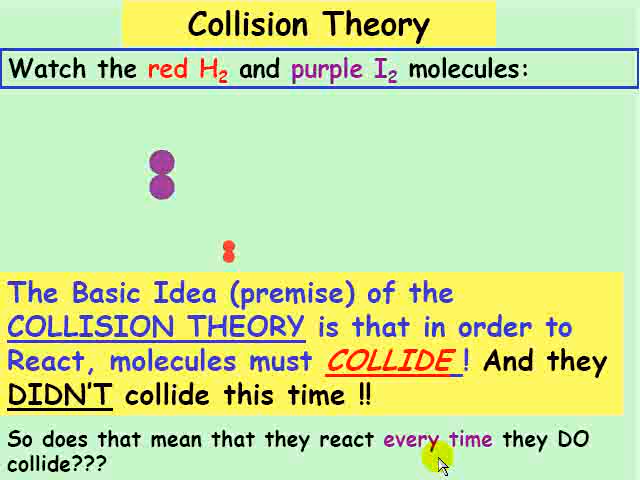 Collision Theory
Watch the red H₂ and purple I₂ molecules:
The Basic Idea (premise) of the
COLLISION THEORY is that in order to
React, molecules must COLLIDE ! And they
DIDN'T collide this time !!
So does that mean that they react every time they DO
collide???